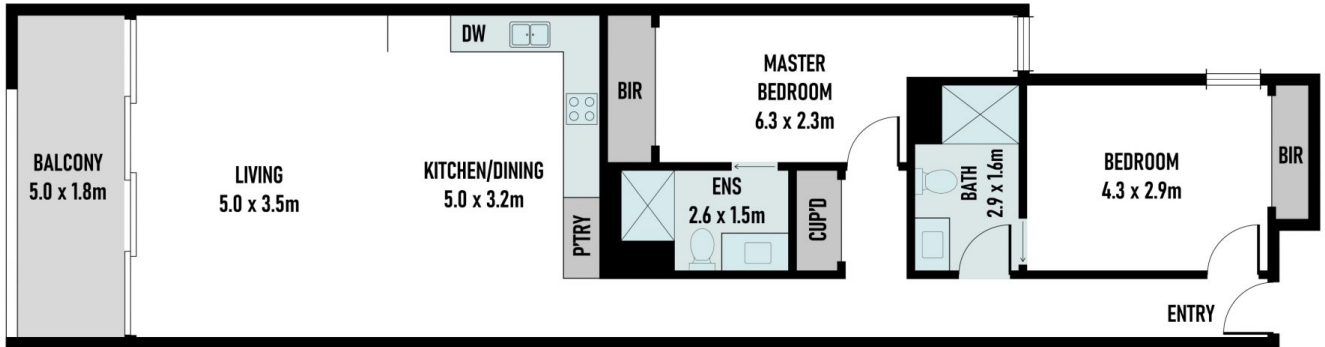 BALCONY
5.0 x 1.8m
LIVING
5.0 x 3.5m
DW
KITCHEN/DINING
5.0 x 3.2m
P'TRY
BIR
MASTER
BEDROOM
6.3 x 2.3m
ENS
2.6 x 1.5m
CUP'D
BATH
2.9 x 1.6m
BEDROOM
4.3 x 2.9m
BIR
ENTRY